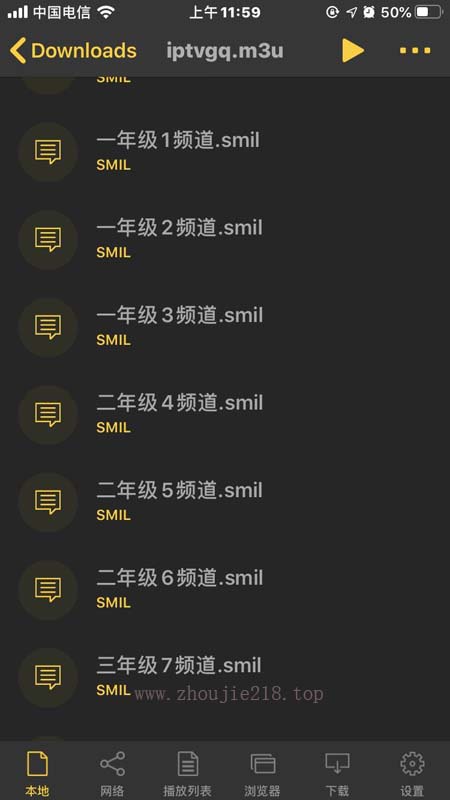 中国电信 上午11:59 50%
Downloads iptvgq.m3u
SMIL
一年级1频道.smil
SMIL
一年级2频道.smil
SMIL
一年级3频道.smil
SMIL
二年级4频道.smil
SMIL
二年级5频道.smil
SMIL
二年级6频道.smil
SMIL
三年级7频道.smil
SMIL
www.zhoujie218.top
本地 网络 播放列表 浏览器 下载 设置